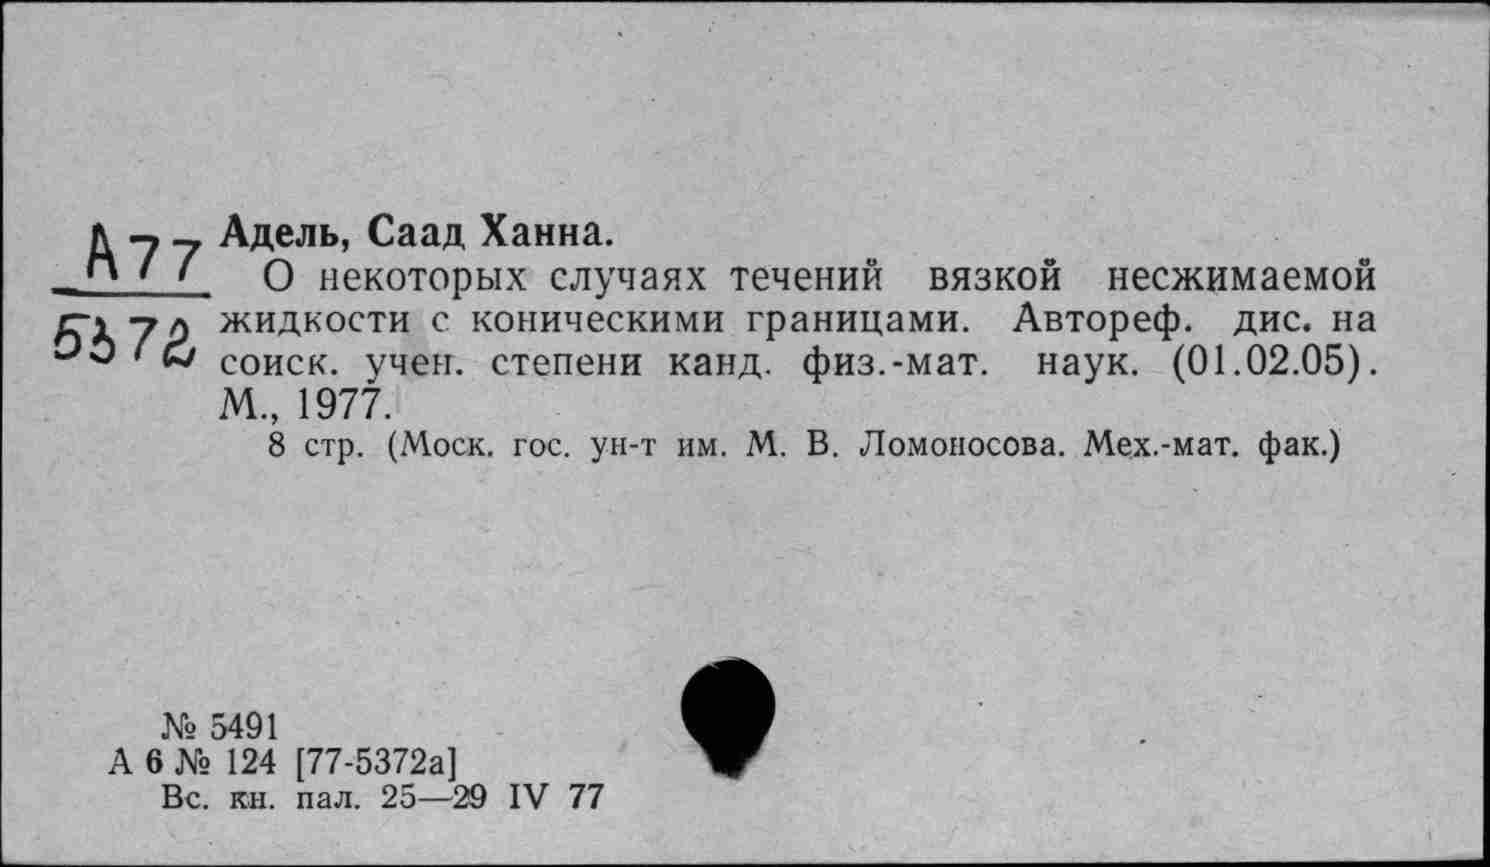 А77
5372
Адель, Саад Ханна.
О некоторых случаях течений вязкой несжимаемой
жидкости с коническими границами. Автореф. дис. на
соиск. учен. степени канд. физ.-мат. наук. (01.02.05).
М., 1977.
8 стр. (Моск. гос. ун-т им. М. В. Ломоносова. Мех.-мат. фак.)
№ 5491
А 6 № 124 [77-5372а]
Вс. кн. пал. 25—29 IV 77